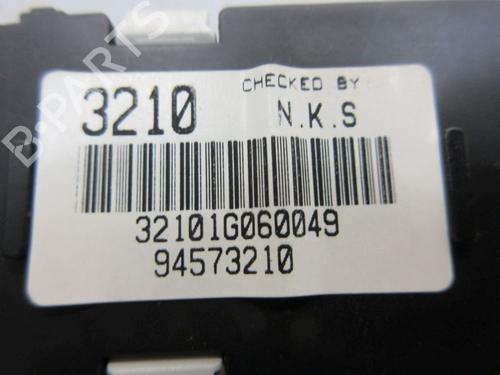 CHECKED BY
3210
N.K.S
32101G060049
94573210
B-PARTS